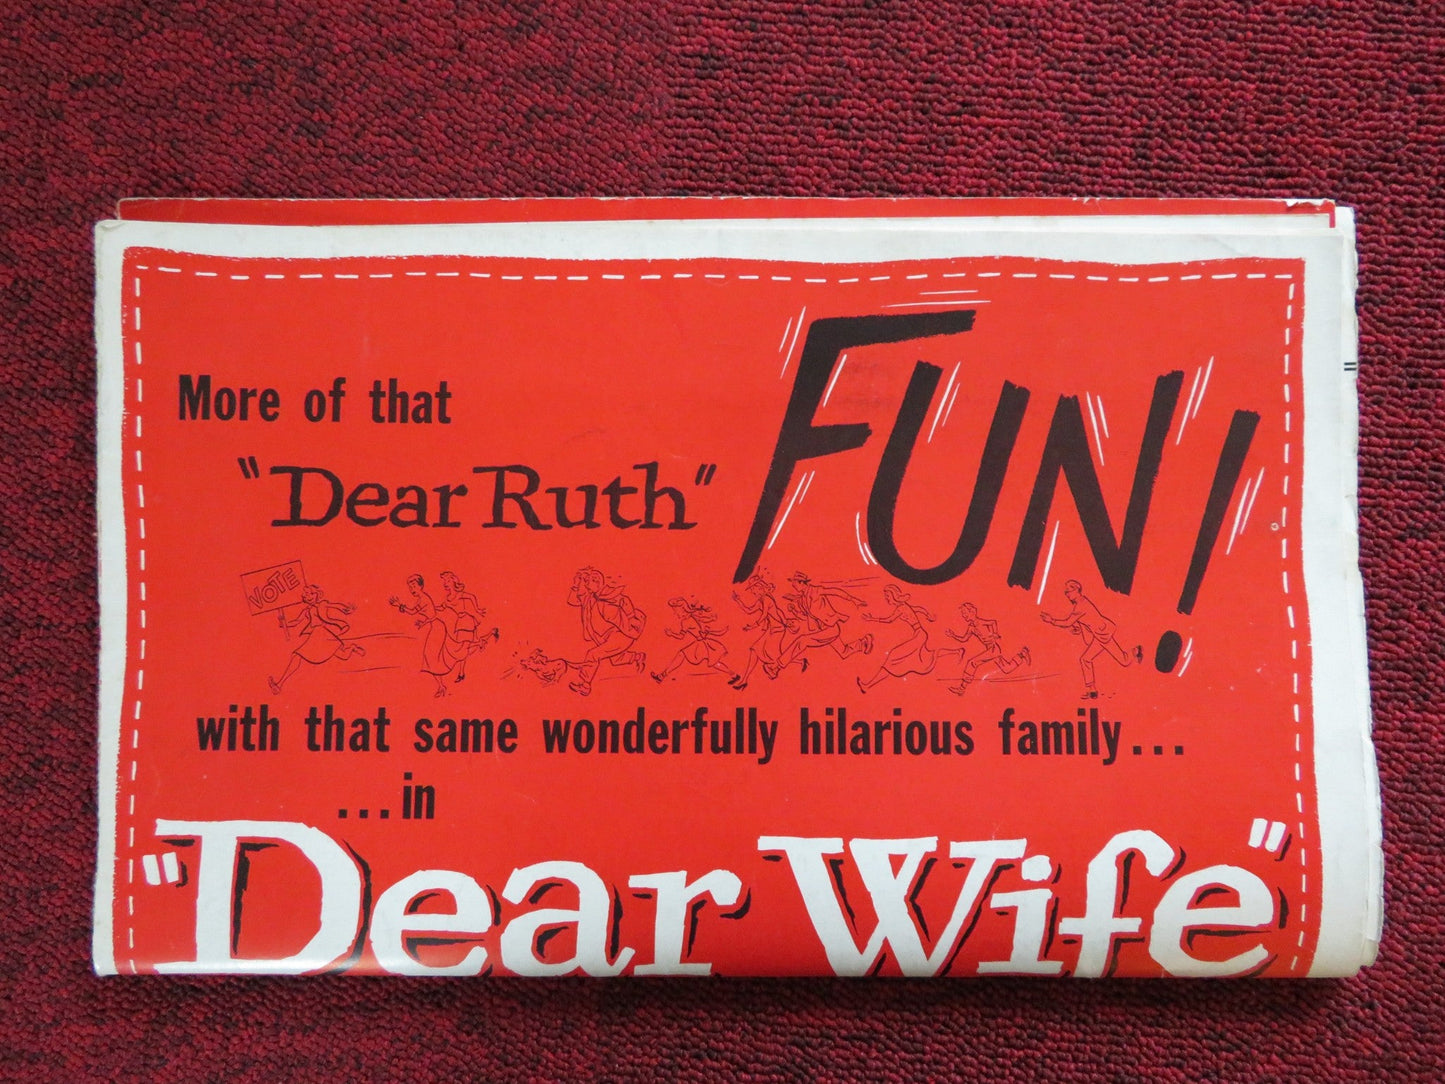 More of that
"Dear Ruth"
FUN!
VOTE
with that same wonderfully hilarious family...
...in
"Dear Wife"